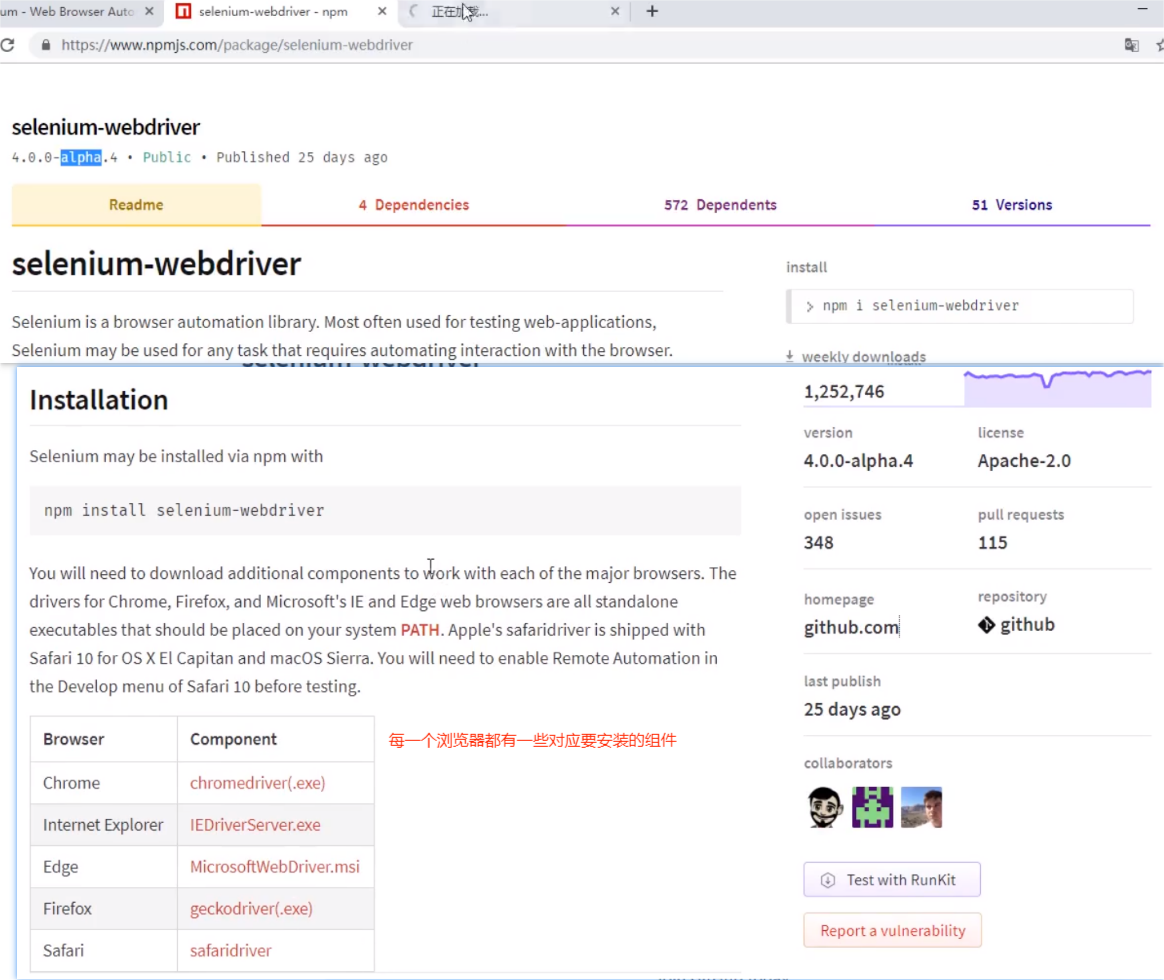 um - Web Browser Auto
selenium-webdriver - npm
正在加载...
https://www.npmjs.com/package/selenium-webdriver
selenium-webdriver
4.0.0-alpha.4 • Public • Published 25 days ago
Readme
4 Dependencies
572 Dependents
51 Versions
selenium-webdriver
Selenium is a browser automation library. Most often used for testing web-applications,
Selenium may be used for any task that requires automating interaction with the browser.
install
> npm i selenium-webdriver
weekly downloads
Installation
Selenium may be installed via npm with
npm install selenium-webdriver
You will need to download additional components to work with each of the major browsers. The
drivers for Chrome, Firefox, and Microsoft's IE and Edge web browsers are all standalone
executables that should be placed on your system PATH. Apple's safaridriver is shipped with
Safari 10 for OS X El Capitan and macOS Sierra. You will need to enable Remote Automation in
the Develop menu of Safari 10 before testing.
Browser Component
每一个浏览器都有一些对应要安装的组件
Chrome chromedriver(.exe)
Internet Explorer IEDriverServer.exe
Edge MicrosoftWebDriver.msi
Firefox geckodriver(.exe)
Safari safaridriver
1,252,746
version license
4.0.0-alpha.4 Apache-2.0
open issues pull requests
348 115
homepage repository
github.com github
last publish
25 days ago
collaborators
Test with RunKit
Report a vulnerability